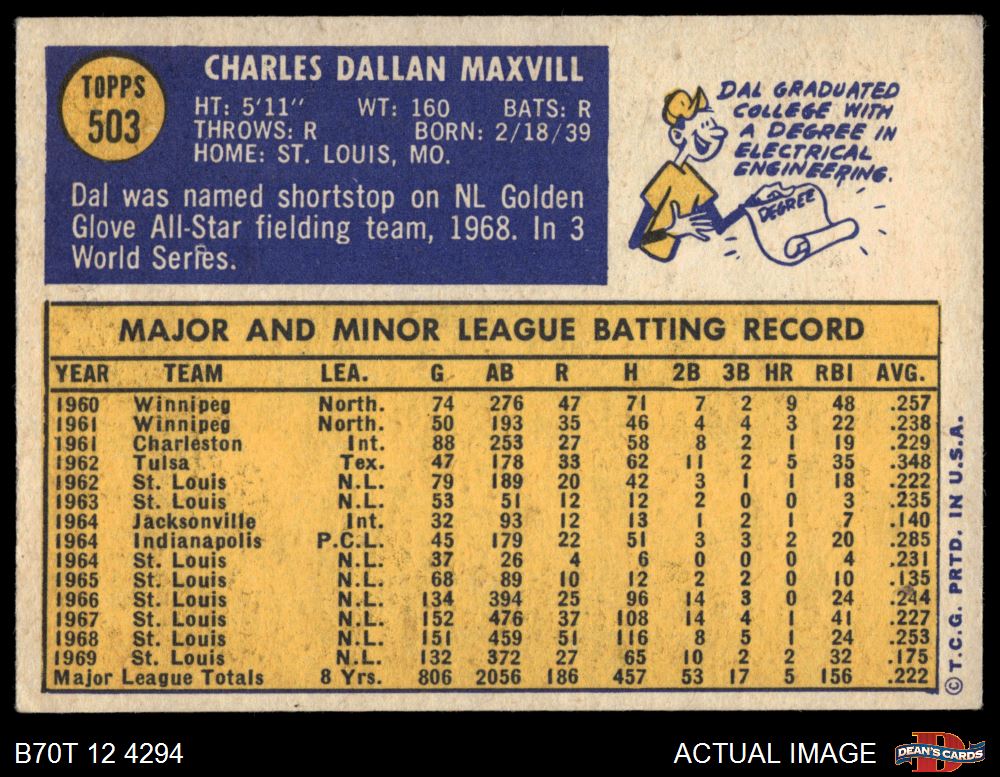 TOPPS
503
CHARLES DALLAN MAXVILL
HT: 5'11" WT: 160 BATS: R
THROWS: R BORN: 2/18/39
HOME: ST. LOUIS, MO.
Dal was named shortstop on NL Golden
Glove All-Star fielding team, 1968. In 3
World Series.
DAL GRADUATED
COLLEGE WITH
A DEGREE IN
ELECTRICAL
ENGINEERING.
DEGREE
MAJOR AND MINOR LEAGUE BATTING RECORD
YEAR TEAM LEA. G AB R H 2B 3B HR RBI AVG.
1960 Winnipeg North. 74 276 47 71 7 2 9 48 .257
1961 Winnipeg North. 50 193 35 46 4 4 3 22 .238
1961 Charleston Int. 88 253 27 58 8 2 1 19 .229
1962 Tulsa Tex. 47 178 33 62 11 2 5 35 .348
1962 St. Louis N.L. 79 189 20 42 3 1 1 18 .222
1963 St. Louis N.L. 53 51 12 12 2 0 0 3 .235
1964 Jacksonville Int. 32 93 12 13 1 2 1 7 .140
1964 Indianapolis P.C.L. 45 179 22 51 3 3 2 20 .285
1964 St. Louis N.L. 37 26 4 6 0 0 0 4 .231
1965 St. Louis N.L. 68 89 10 12 2 2 0 10 .135
1966 St. Louis N.L. 134 394 25 96 14 3 0 24 .244
1967 St. Louis N.L. 152 476 37 108 14 4 1 41 .227
1968 St. Louis N.L. 151 459 51 116 8 5 1 24 .253
1969 St. Louis N.L. 132 372 27 65 10 2 2 32 .175
Major League Totals 8 Yrs. 806 2056 186 457 53 17 5 156 .222
© T.C.G. PRTD. IN U.S.A.
B70T 12 4294
ACTUAL IMAGE
D
DEAN'S CARDS